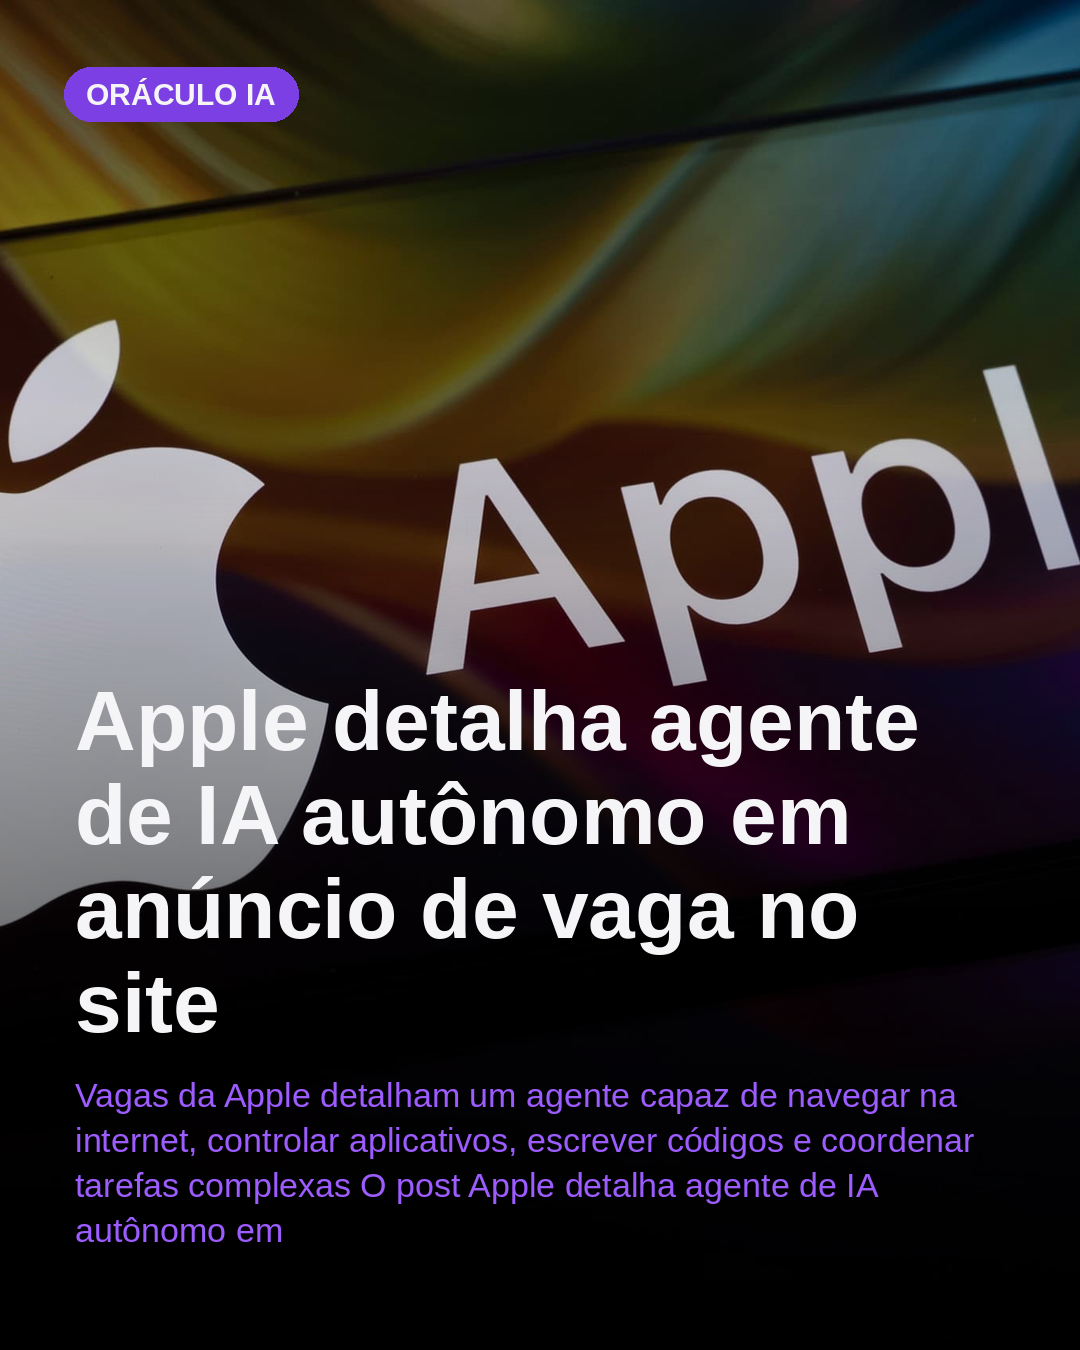 ORÁCULO IA
Appl
Apple detalha agente
de IA autônomo em
anúncio de vaga no
site
Vagas da Apple detalham um agente capaz de navegar na
internet, controlar aplicativos, escrever códigos e coordenar
tarefas complexas O post Apple detalha agente de IA
autônomo em